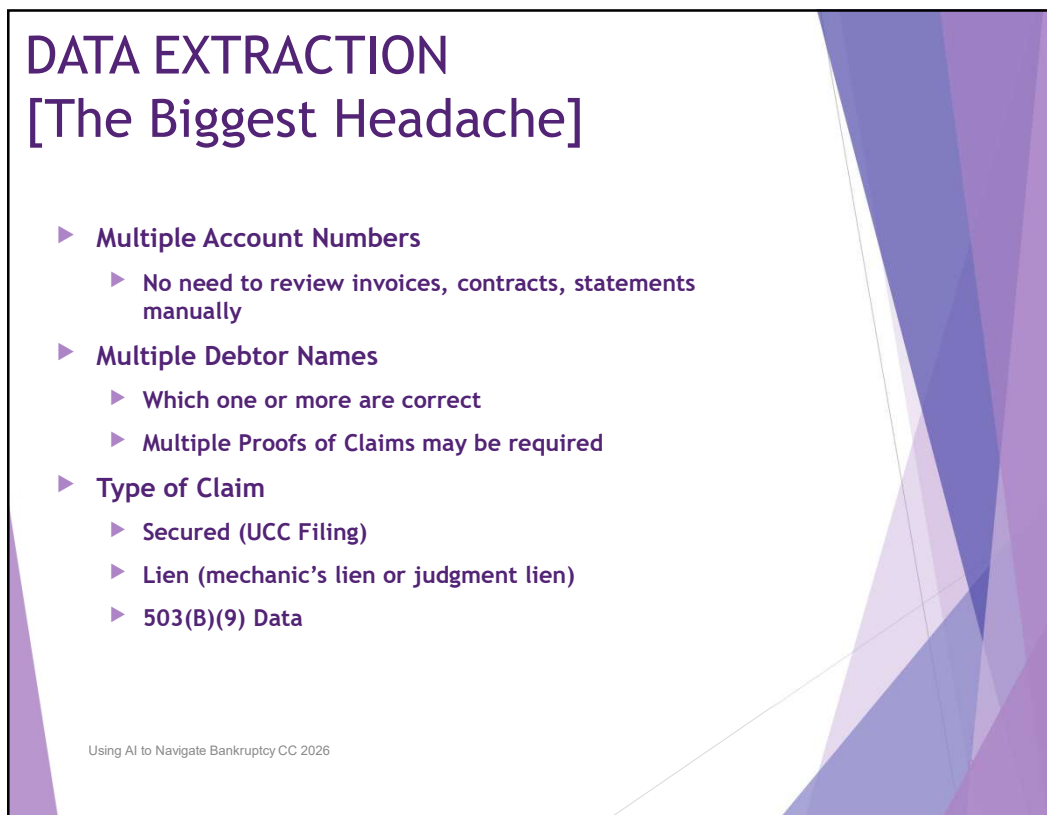 DATA EXTRACTION
[The Biggest Headache]
Multiple Account Numbers
No need to review invoices, contracts, statements
manually
Multiple Debtor Names
Which one or more are correct
Multiple Proofs of Claims may be required
Type of Claim
Secured (UCC Filing)
Lien (mechanic’s lien or judgment lien)
503(B)(9) Data
Using AI to Navigate Bankruptcy CC 2026